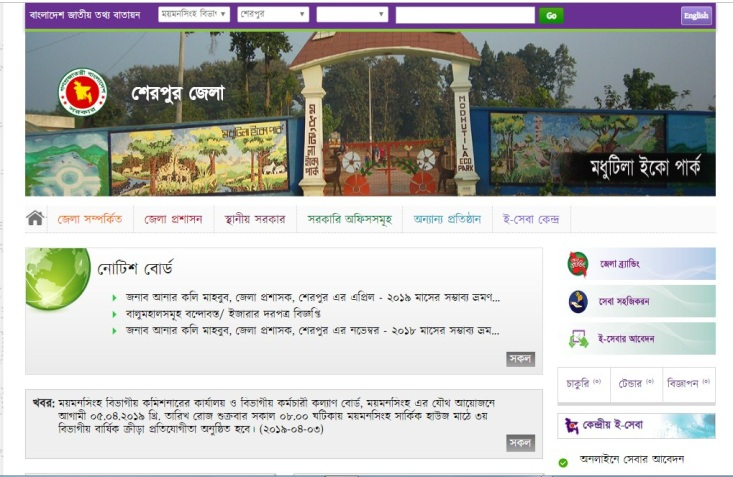 বাংলাদেশ জাতীয় তথ্য বাতায়ন
ময়মনসিংহ বিভাগ
শেরপুর
Go
English
শেরপুর জেলা
মধুটিলা ইকো পার্ক
MODHUTILA ECO PARK
মধুটিলা ইকো পার্ক
জেলা সম্পর্কিত
জেলা প্রশাসন
স্থানীয় সরকার
সরকারি অফিসসমূহ
অন্যান্য প্রতিষ্ঠান
ই-সেবা কেন্দ্র
নোটিশ বোর্ড
জনাব আনার কলি মাহবুব, জেলা প্রশাসক, শেরপুর এর এপ্রিল - ২০১৯ মাসের সম্ভাব্য ভ্রমণ...
বালুমহালসমূহ বন্দোবস্ত/ ইজারার দরপত্র বিজ্ঞপ্তি
জনাব আনার কলি মাহবুব, জেলা প্রশাসক, শেরপুর এর নভেম্বর - ২০১৮ মাসের সম্ভাব্য ভ্রম...
সকল
খবর: ময়মনসিংহ বিভাগীয় কমিশনারের কার্যালয় ও বিভাগীয় কর্মচারী কল্যাণ বোর্ড, ময়মনসিংহ এর যৌথ আয়োজনে
আগামী ০৫.০৪.২০১৯ খ্রি. তারিখ রোজ শুক্রবার সকাল ০৮.০০ ঘটিকায় ময়মনসিংহ সার্কিক হাউজ মাঠে ৩য়
বিভাগীয় বার্ষিক ক্রীড়া প্রতিযোগীতা অনুষ্ঠিত হবে। (২০১৯-০৪-০৩)
সকল
জেলা ব্র্যান্ডিং
সেবা সহজিকরন
ই-সেবার আবেদন
চাকুরি (০)
টেন্ডার (০)
বিজ্ঞাপন (০)
কেন্দ্রীয় ই-সেবা
অনলাইনে সেবার আবেদন